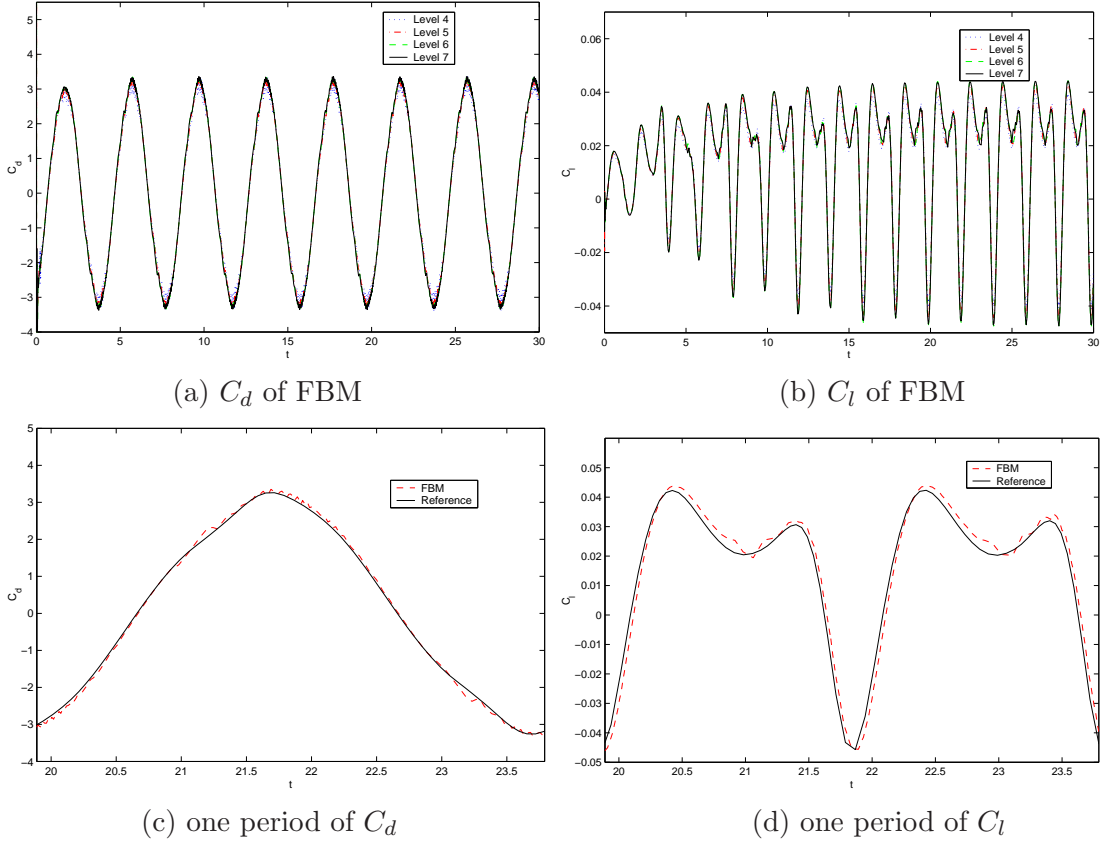 5
4
3
2
1
0
−1
−2
−3
−4
C_d
0 5 10 15 20 25 30
t
Level 4
Level 5
Level 6
Level 7
(a) C_d of FBM
0.06
0.04
0.02
0
−0.02
−0.04
C_l
0 5 10 15 20 25 30
t
Level 4
Level 5
Level 6
Level 7
(b) C_l of FBM
5
4
3
2
1
0
−1
−2
−3
−4
C_d
20 20.5 21 21.5 22 22.5 23 23.5
t
FBM
Reference
(c) one period of C_d
0.05
0.04
0.03
0.02
0.01
0
−0.01
−0.02
−0.03
−0.04
−0.05
C_l
20 20.5 21 21.5 22 22.5 23 23.5
t
FBM
Reference
(d) one period of C_l